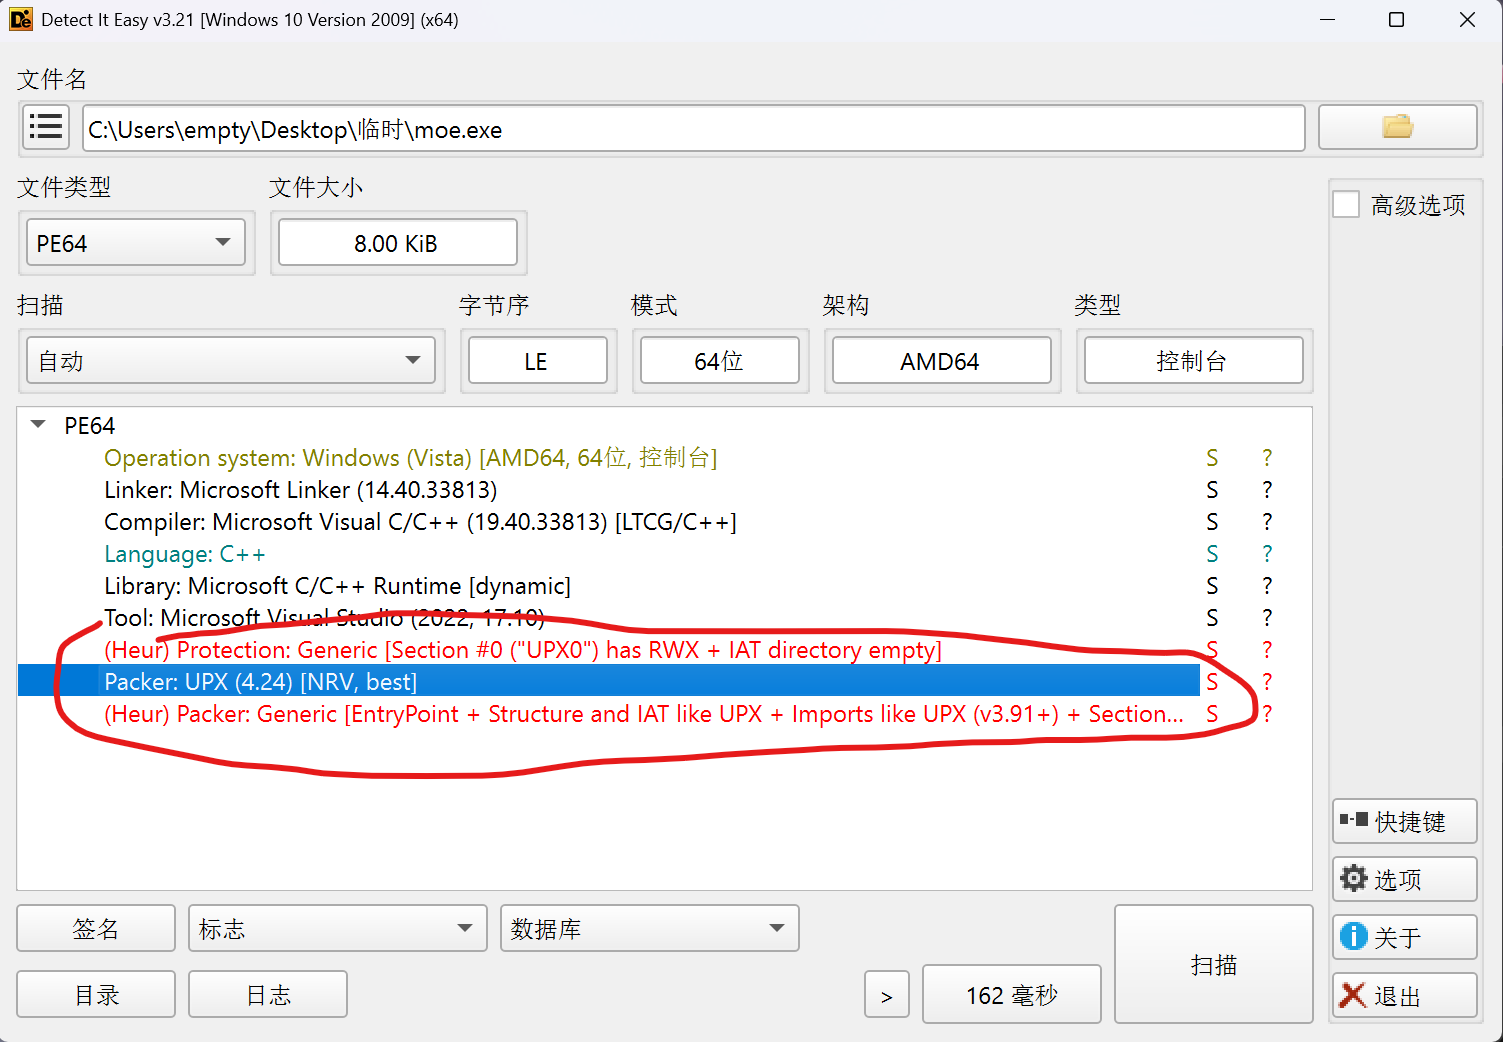 Detect It Easy v3.21 [Windows 10 Version 2009] (x64)
文件名
C:\Users\empty\Desktop\临时\moe.exe
文件类型 文件大小
PE64 8.00 KiB
高级选项
扫描 字节序 模式 架构 类型
自动 LE 64位 AMD64 控制台
PE64
Operation system: Windows (Vista) [AMD64, 64位, 控制台] S ?
Linker: Microsoft Linker (14.40.33813) S ?
Compiler: Microsoft Visual C/C++ (19.40.33813) [LTCG/C++] S ?
Language: C++ S ?
Library: Microsoft C/C++ Runtime [dynamic] S ?
Tool: Microsoft Visual Studio (2022, 17.10) S ?
(Heur) Protection: Generic [Section #0 ("UPX0") has RWX + IAT directory empty] S ?
Packer: UPX (4.24) [NRV, best] S ?
(Heur) Packer: Generic [EntryPoint + Structure and IAT like UPX + Imports like UPX (v3.91+) + Section... S ?
快捷键
选项
签名 标志 数据库
关于
扫描
目录 日志 > 162 毫秒
退出